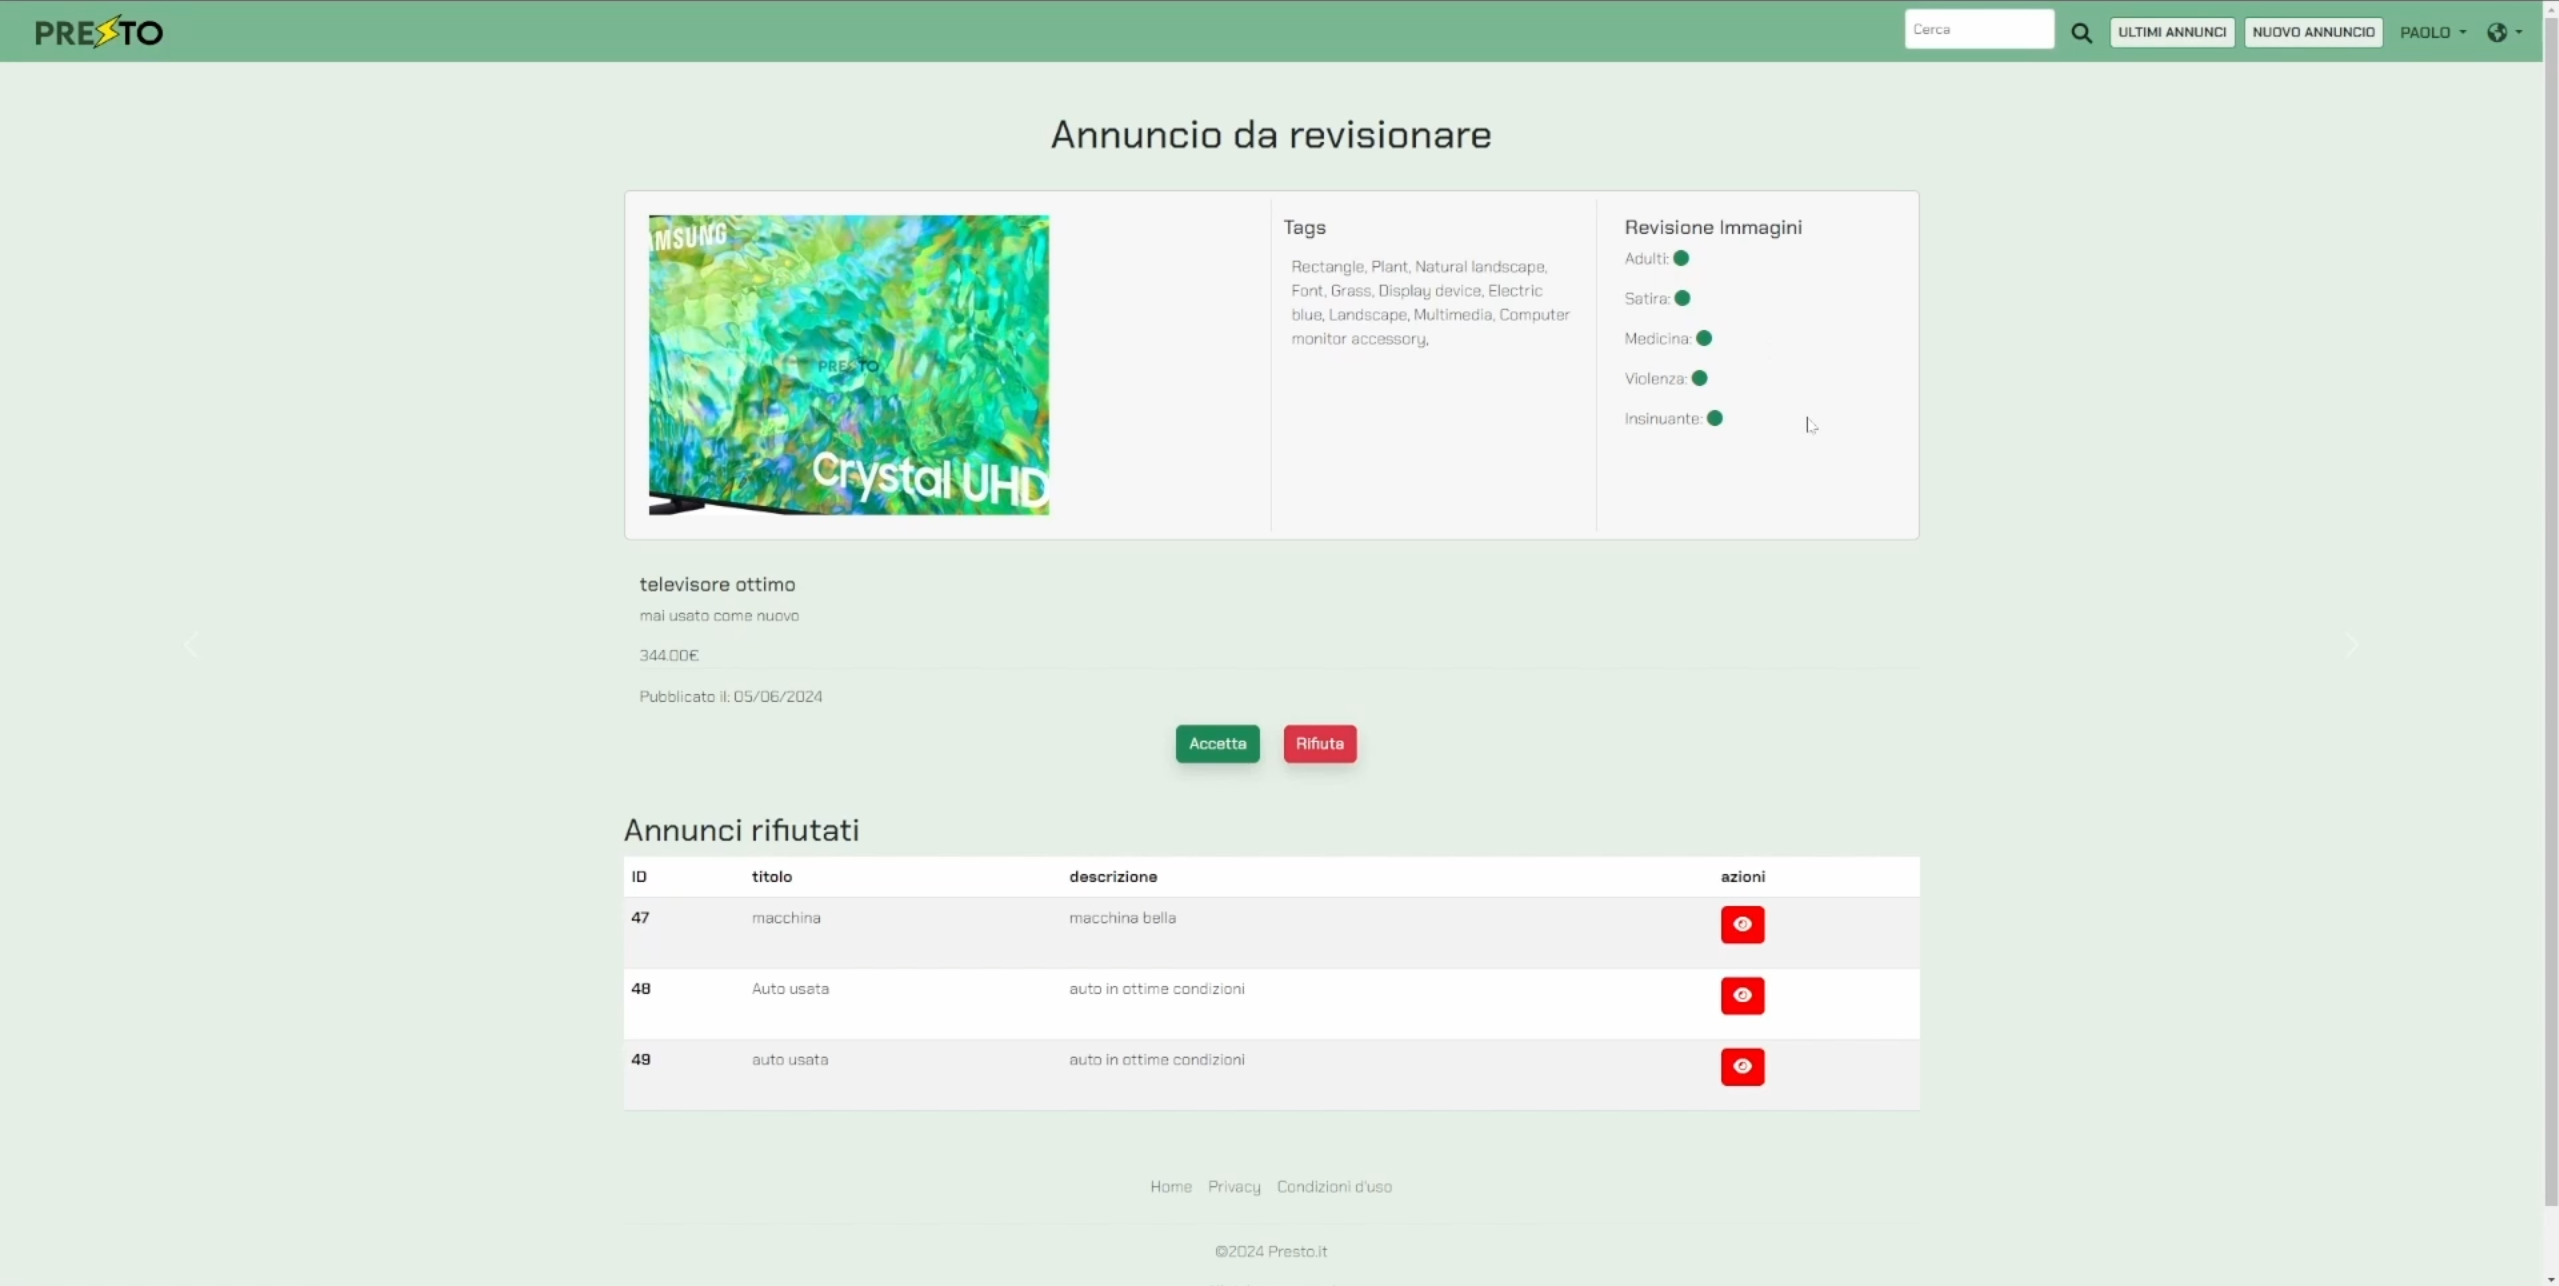 PRESTO
Cerca
ULTIMI ANNUNCI
NUOVO ANNUNCIO
PAOLO
Annuncio da revisionare
AMSUNG
PRESTO
Crystal UHD
Tags
Rectangle, Plant, Natural landscape,
Font, Grass, Display device, Electric
blue, Landscape, Multimedia, Computer
monitor accessory,
Revisione Immagini
Adulti:
Satira:
Medicina:
Violenza:
Insinuante:
televisore ottimo
mai usato come nuovo
344.00€
Pubblicato il: 05/06/2024
Accetta
Rifiuta
Annunci rifiutati
ID titolo descrizione azioni
47 macchina macchina bella
48 Auto usata auto in ottime condizioni
49 auto usata auto in ottime condizioni
Home Privacy Condizioni d'uso
©2024 Presto.it